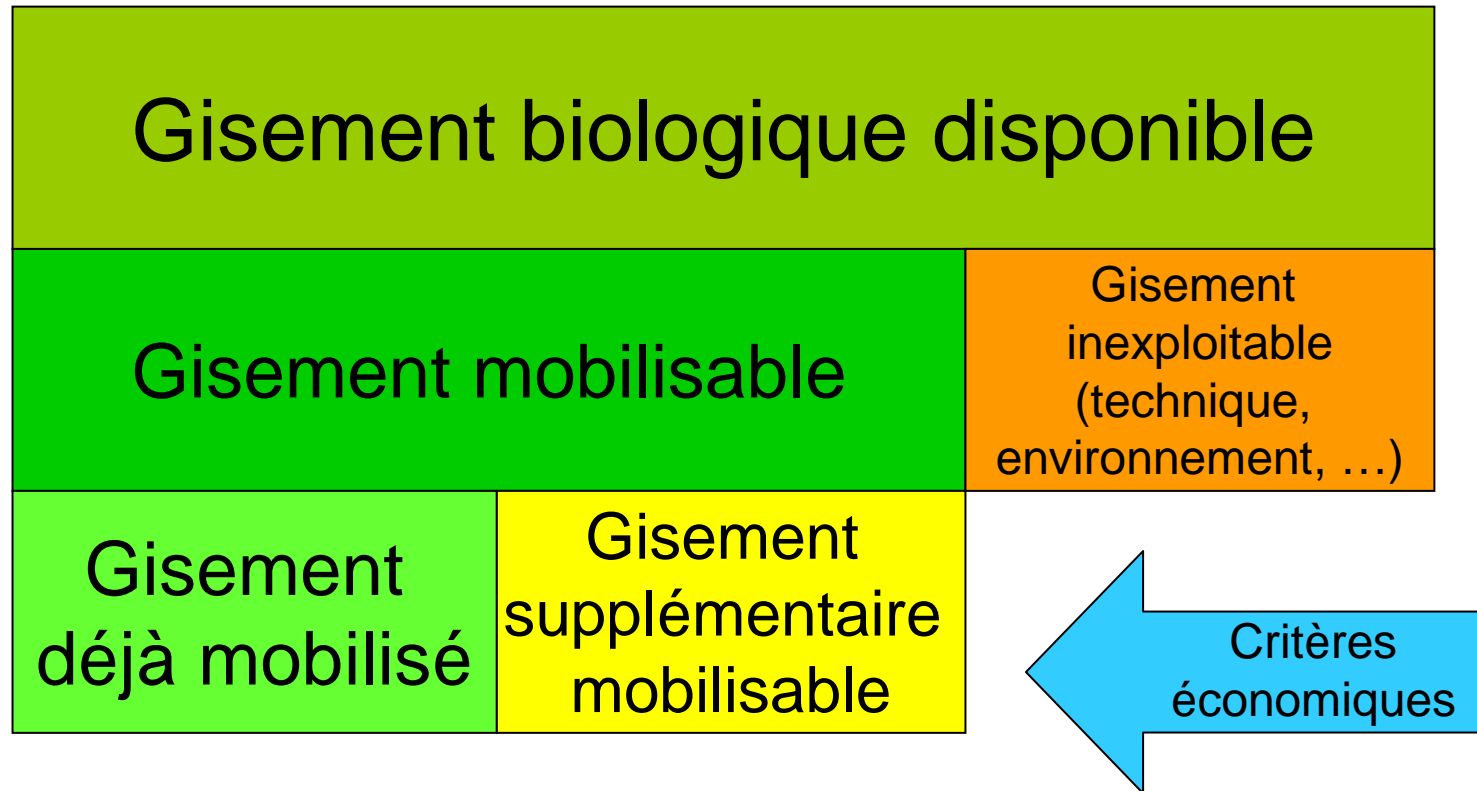 Gisement biologique disponible
Gisement mobilisable
Gisement
inexploitable
(technique,
environnement, …)
Gisement
déjà mobilisé
Gisement
supplémentaire
mobilisable
Critères
économiques